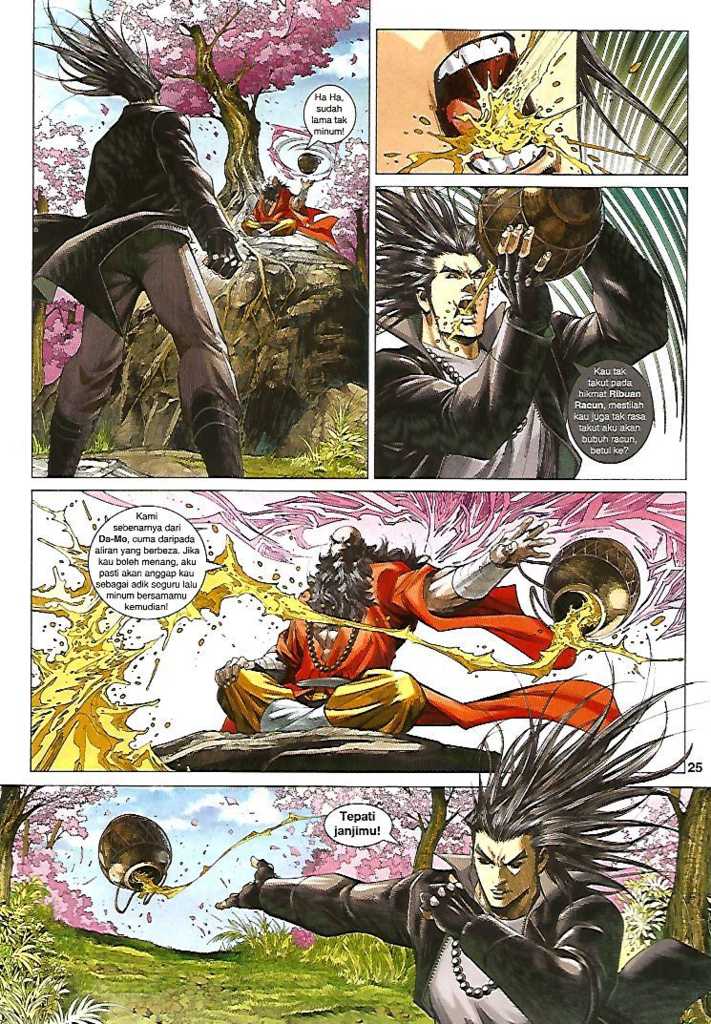 Ha Ha,
sudah
lama tak
minum!
Kau tak
takut pada
hikmat Ribuan
Racun, mestilah
kau juga tak rasa
takut aku akan
bubuh racun,
betul ke?
Kami
sebenarnya dari
Da-Mo, cuma daripada
aliran yang berbeza. Jika
kau boleh menang, aku
pasti akan anggap kau
sebagai adik seguru lalu
minum bersamamu
kemudian!
25
Tepati
janjimu!